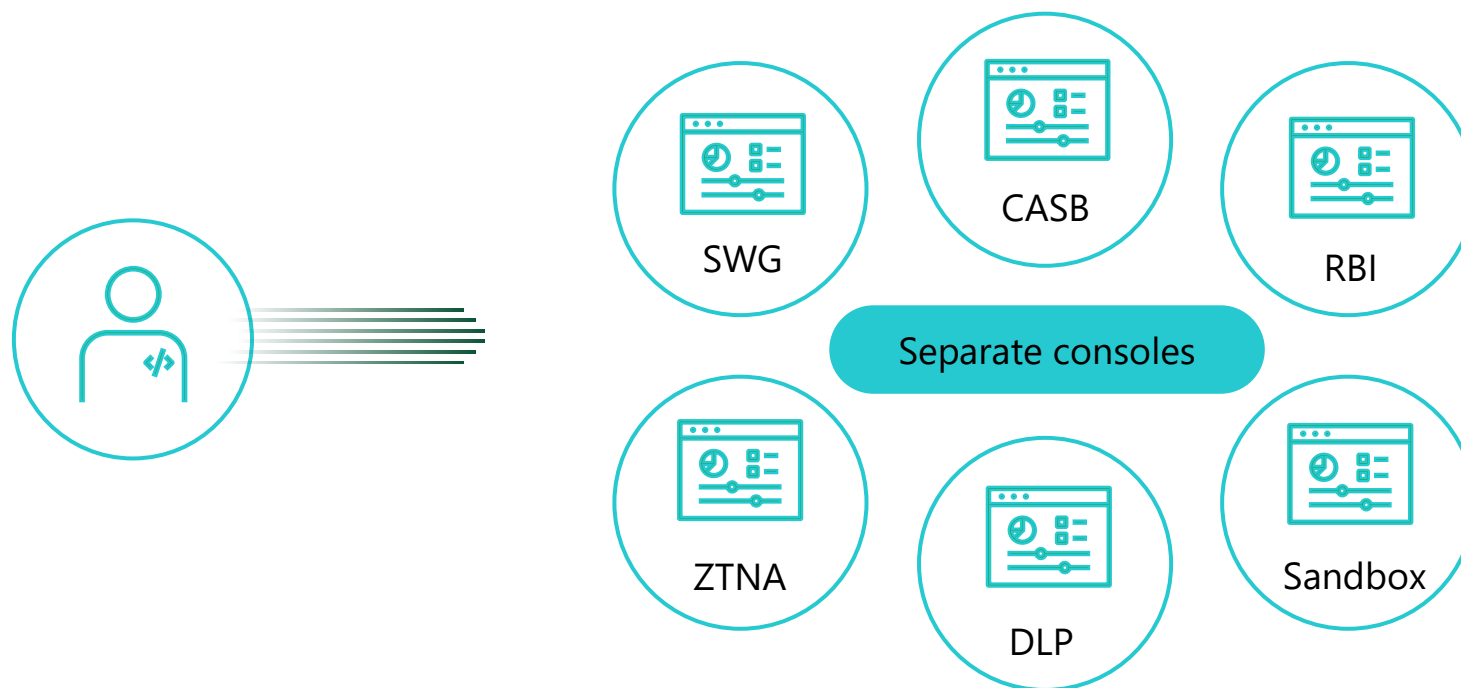 SWG
CASB
RBI
Separate consoles
ZTNA
DLP
Sandbox